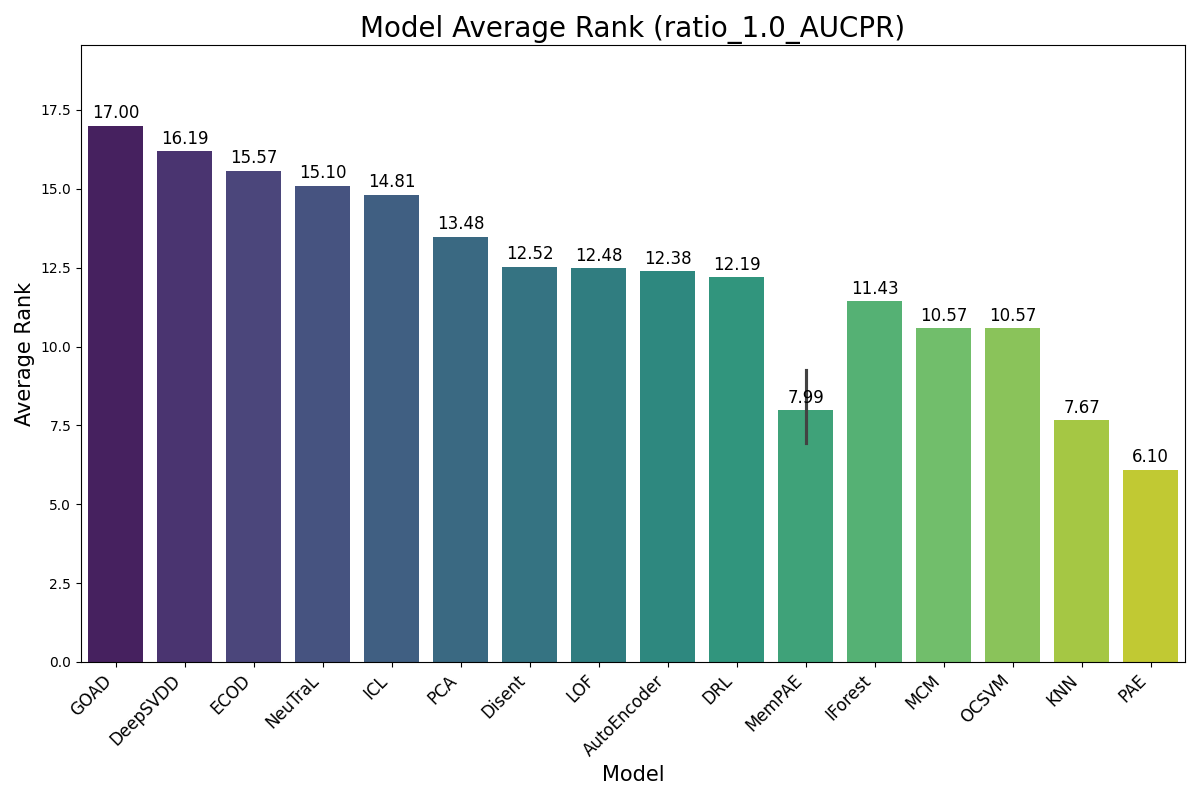 Model Average Rank (ratio_1.0_AUCPR)
Average Rank
17.5
15.0
12.5
10.0
7.5
5.0
2.5
0.0
17.00
16.19
15.57
15.10
14.81
13.48
12.52
12.48
12.38
12.19
7.99
11.43
10.57
10.57
7.67
6.10
GOAD
DeepSVDD
ECOD
NeuTraL
ICL
PCA
Disent
LOF
AutoEncoder
DRL
MemPAE
IForest
MCM
OCSVM
KNN
PAE
Model